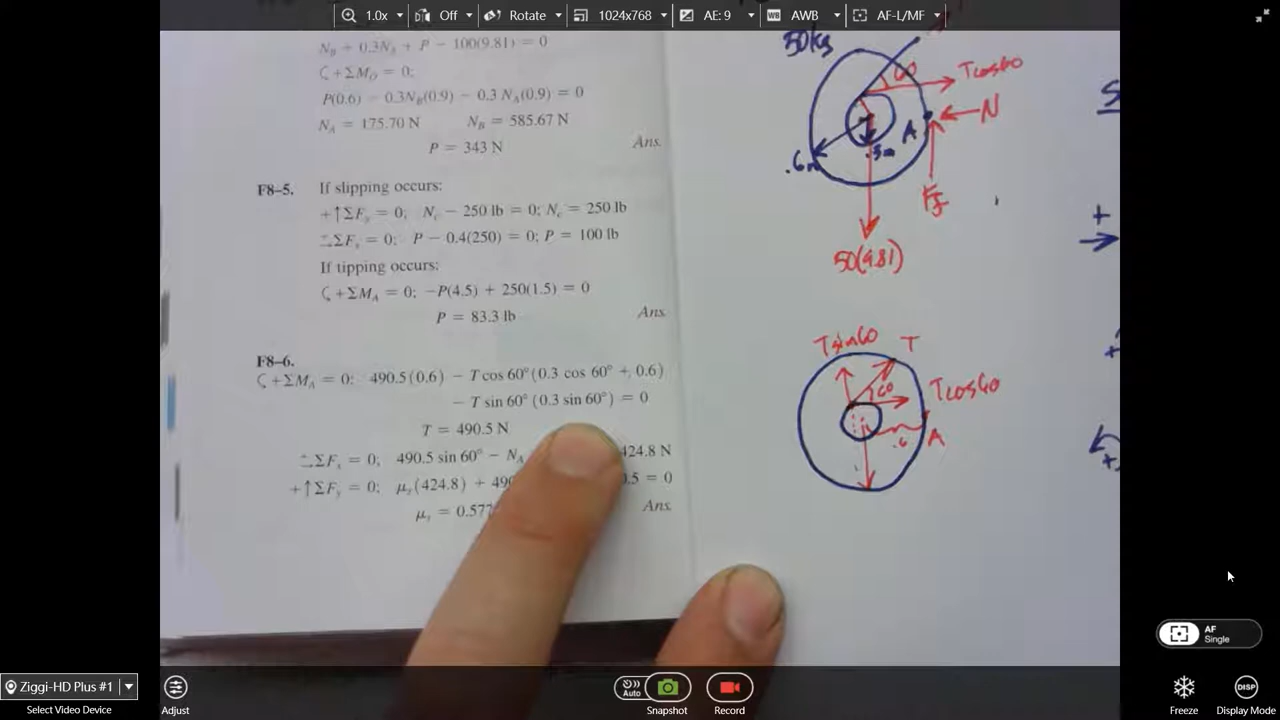 1.0x
Off
Rotate
1024x768
AE: 9
AWB
AF-L/MF
N_B + 0.3N_A + P − 100(9.81) = 0
↺+ΣM_O = 0;
P(0.6) − 0.3N_B(0.9) − 0.3 N_A(0.9) = 0
N_A = 175.70 N N_B = 585.67 N
P = 343 N Ans.
F8–5. If slipping occurs:
+↑ΣF_y = 0; N_c − 250 lb = 0; N_c = 250 lb
ΣF_x = 0; P − 0.4(250) = 0; P = 100 lb
If tipping occurs:
↺+ΣM_A = 0; −P(4.5) + 250(1.5) = 0
P = 83.3 lb Ans.
F8–6.
↺+ΣM_A = 0; 490.5(0.6) − T cos 60° (0.3 cos 60° + 0.6)
− T sin 60° (0.3 sin 60°) = 0
T = 490.5 N
ΣF_x = 0; 490.5 sin 60° − N_A 424.8 N
+↑ΣF_y = 0; μ_s(424.8) + 49 0.5 = 0
μ_s = 0.577 Ans.
50kg
60
Tcos60
N
A
.6m
.3m
F_f
50(9.81)
Tsin60
T
60
Tcos60
.6
A
+
Ziggi-HD Plus #1
Select Video Device
Adjust
Auto
Snapshot
Record
AF
Single
Freeze
DISP
Display Mode